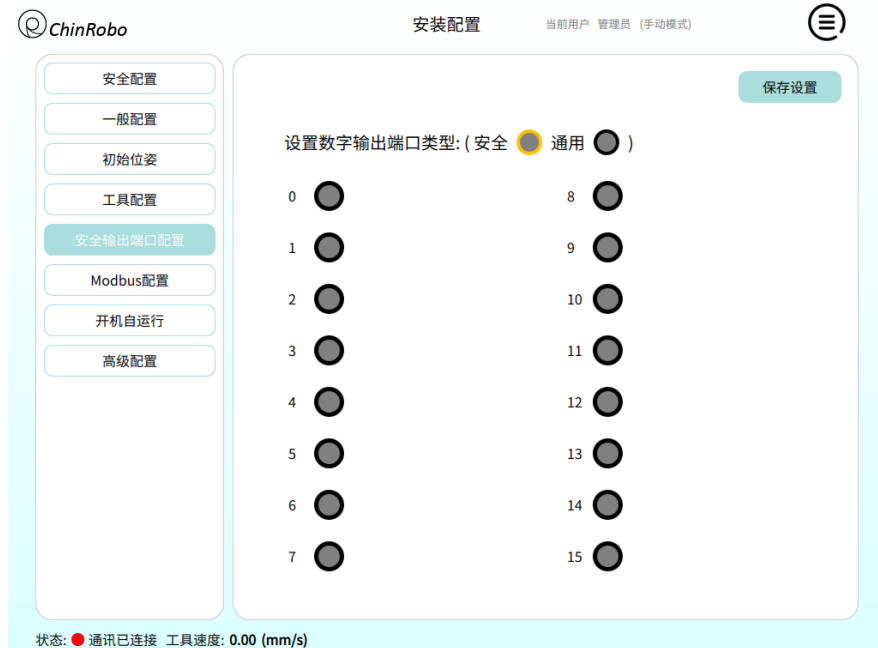 ChinRobo
安装配置
当前用户 管理员 (手动模式)
安全配置
一般配置
初始位姿
工具配置
安全输出端口配置
Modbus配置
开机自运行
高级配置
保存设置
设置数字输出端口类型: ( 安全 通用 )
0 8
1 9
2 10
3 11
4 12
5 13
6 14
7 15
状态: 通讯已连接 工具速度: 0.00 (mm/s)